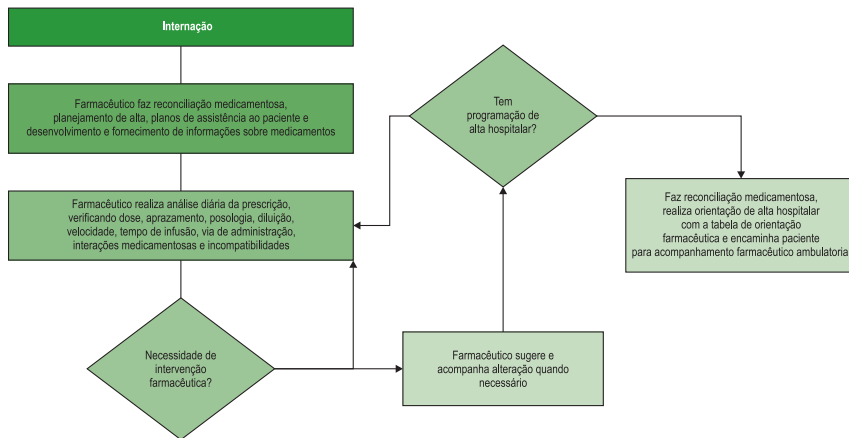 Internação
Farmacêutico faz reconciliação medicamentosa,
planejamento de alta, planos de assistência ao paciente e
desenvolvimento e fornecimento de informações sobre medicamentos
Farmacêutico realiza análise diária da prescrição,
verificando dose, aprazamento, posologia, diluição,
velocidade, tempo de infusão, via de administração,
interações medicamentosas e incompatibilidades
Necessidade de
intervenção
farmacêutica?
Farmacêutico sugere e
acompanha alteração quando
necessário
Tem
programação de
alta hospitalar?
Faz reconciliação medicamentosa,
realiza orientação de alta hospitalar
com a tabela de orientação
farmacêutica e encaminha paciente
para acompanhamento farmacêutico ambulatoria